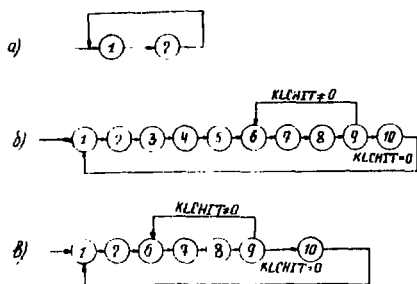 а)
1 2
KLCHIT ≠ 0
б)
1 2 3 4 5 6 7 8 9 10
KLCHIT = 0
KLCHIT≠0
в)
1 2 6 7 8 9 10
KLCHIT=0